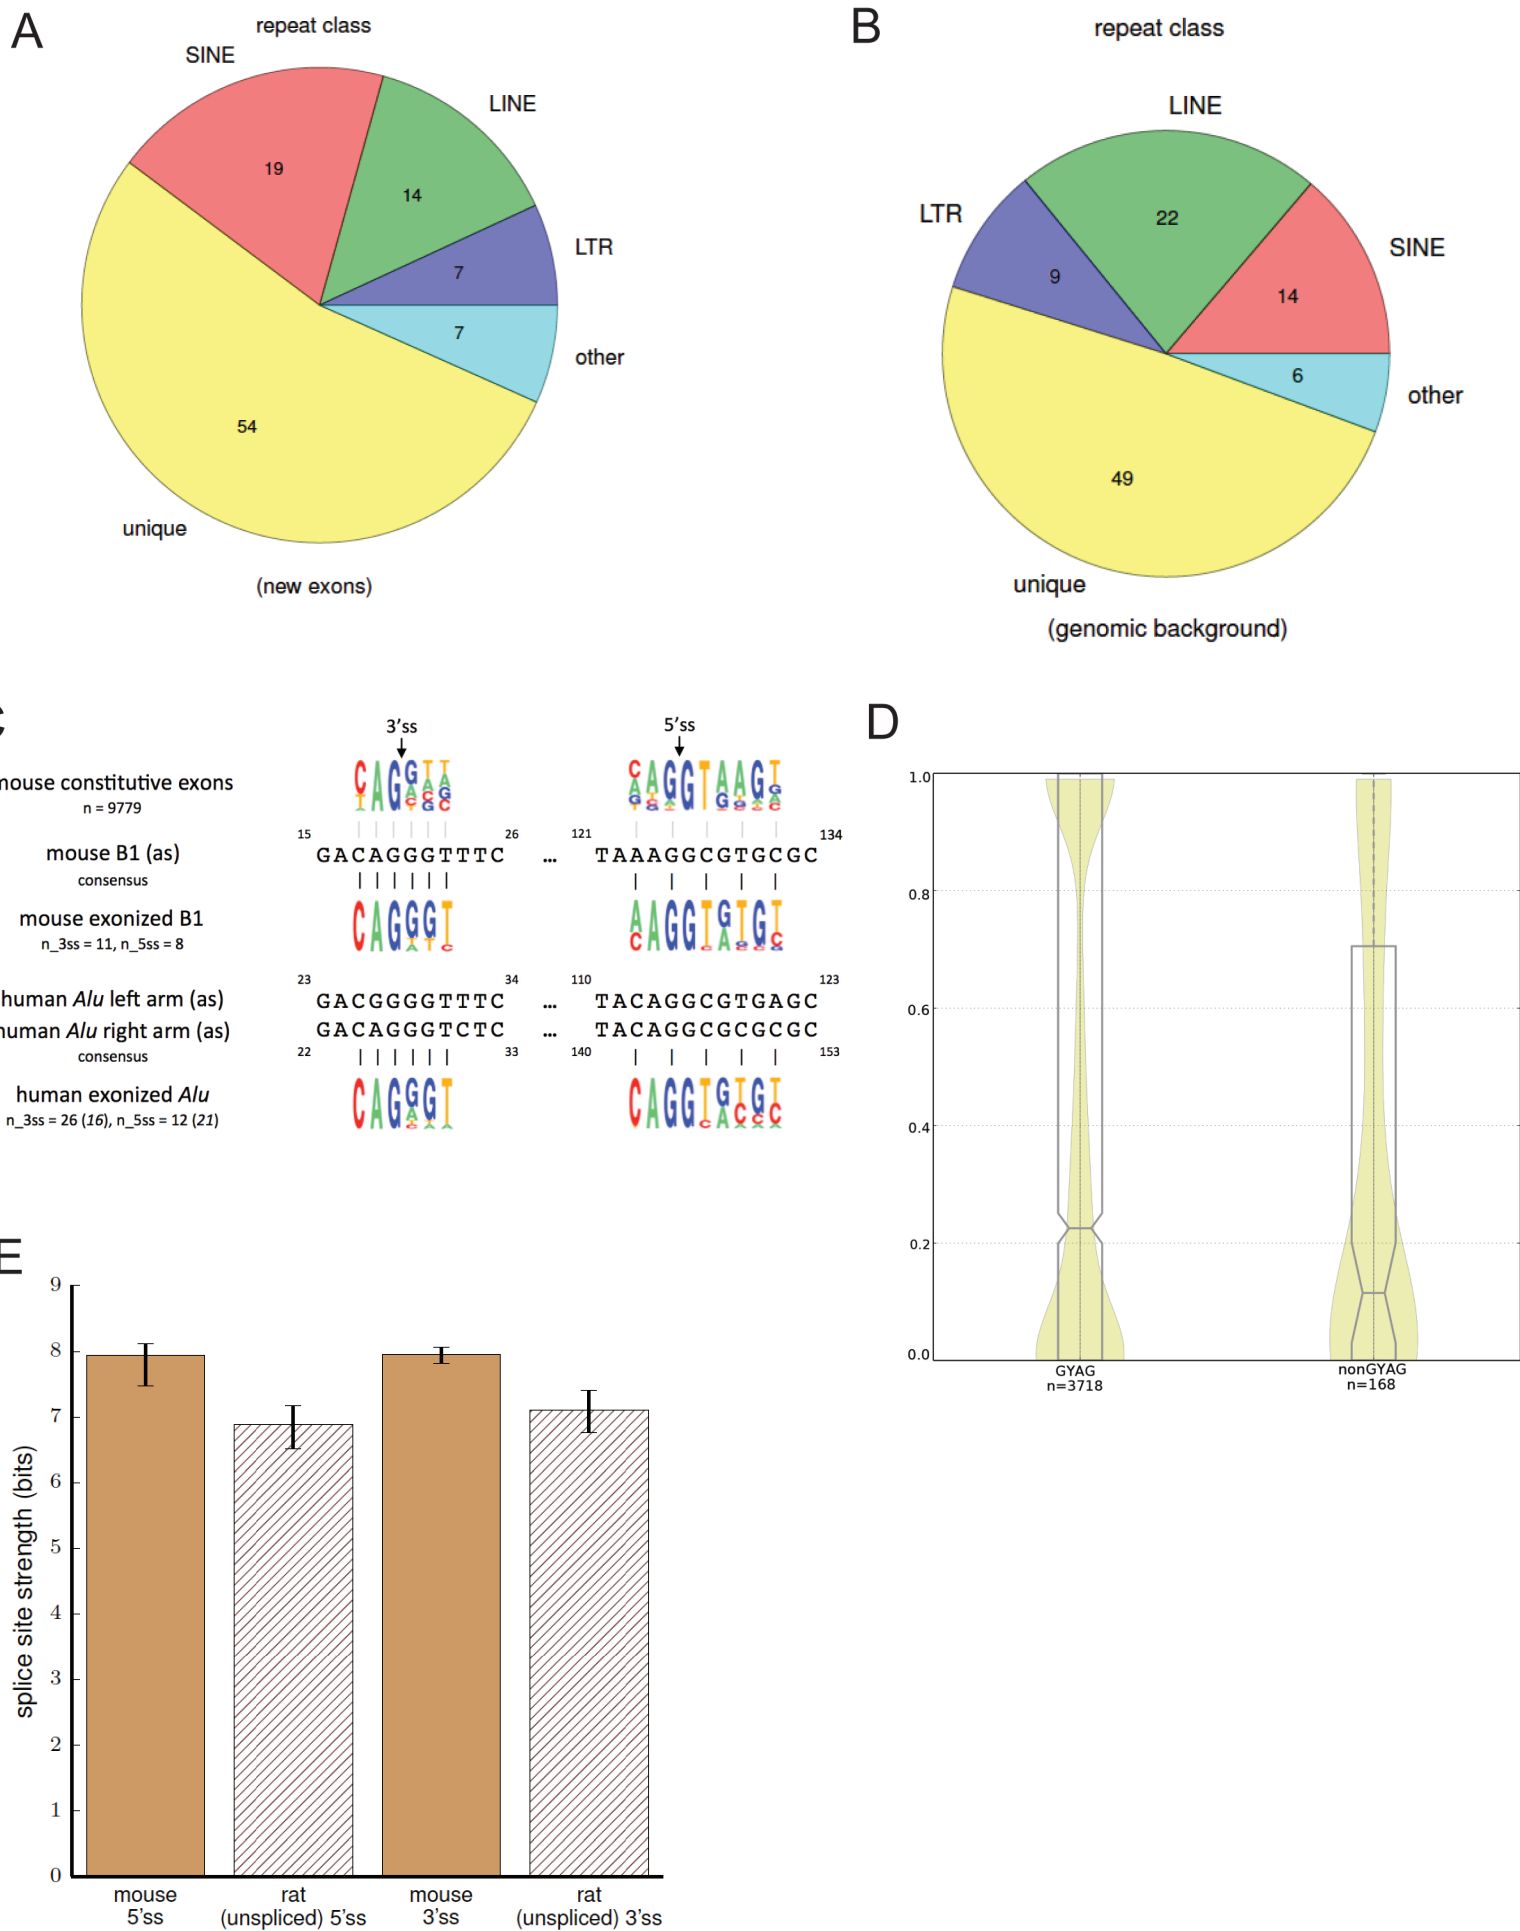 A
repeat class
SINE
LINE
19
14
LTR
7
7
other
54
unique
(new exons)
B
repeat class
LINE
LTR
22
SINE
9
14
6
other
49
unique
(genomic background)
3'ss
5'ss
mouse constitutive exons
n = 9779
15
26
121
134
mouse B1 (as)
GACAGGGTTTC
...
TAAAGGCGTGCGC
consensus
mouse exonized B1
n_3ss = 11, n_5ss = 8
CAGGGT
AAGGTGTGT
23
34
110
123
human Alu left arm (as)
GACGGGGTTTC
...
TACAGGCGTGAGC
human Alu right arm (as)
GACAGGGTCTC
...
TACAGGCGCGCGC
consensus
22
33
140
153
human exonized Alu
n_3ss = 26 (16), n_5ss = 12 (21)
CAGGGT
CAGGTGTGT
D
1.0
0.8
0.6
0.4
0.2
0.0
GYAG
n=3718
nonGYAG
n=168
E
splice site strength (bits)
9
8
7
6
5
4
3
2
1
0
mouse
5'ss
rat
(unspliced) 5'ss
mouse
3'ss
rat
(unspliced) 3'ss